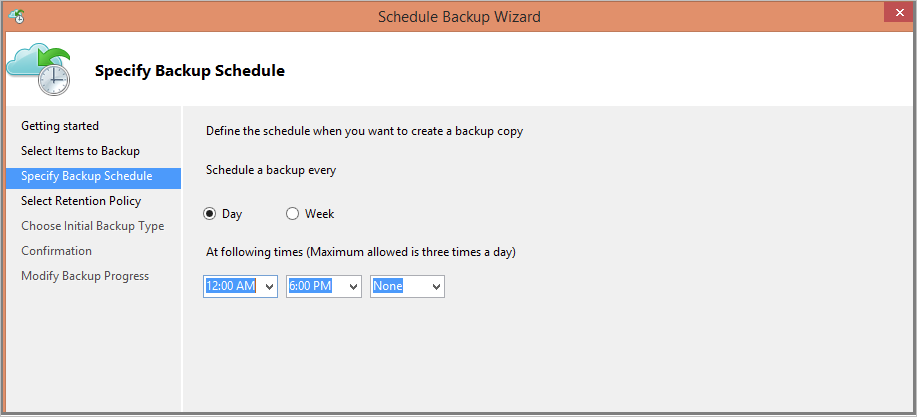 Schedule Backup Wizard
Specify Backup Schedule
Getting started
Select Items to Backup
Specify Backup Schedule
Select Retention Policy
Choose Initial Backup Type
Confirmation
Modify Backup Progress
Define the schedule when you want to create a backup copy
Schedule a backup every
Day Week
At following times (Maximum allowed is three times a day)
12:00 AM 6:00 PM None